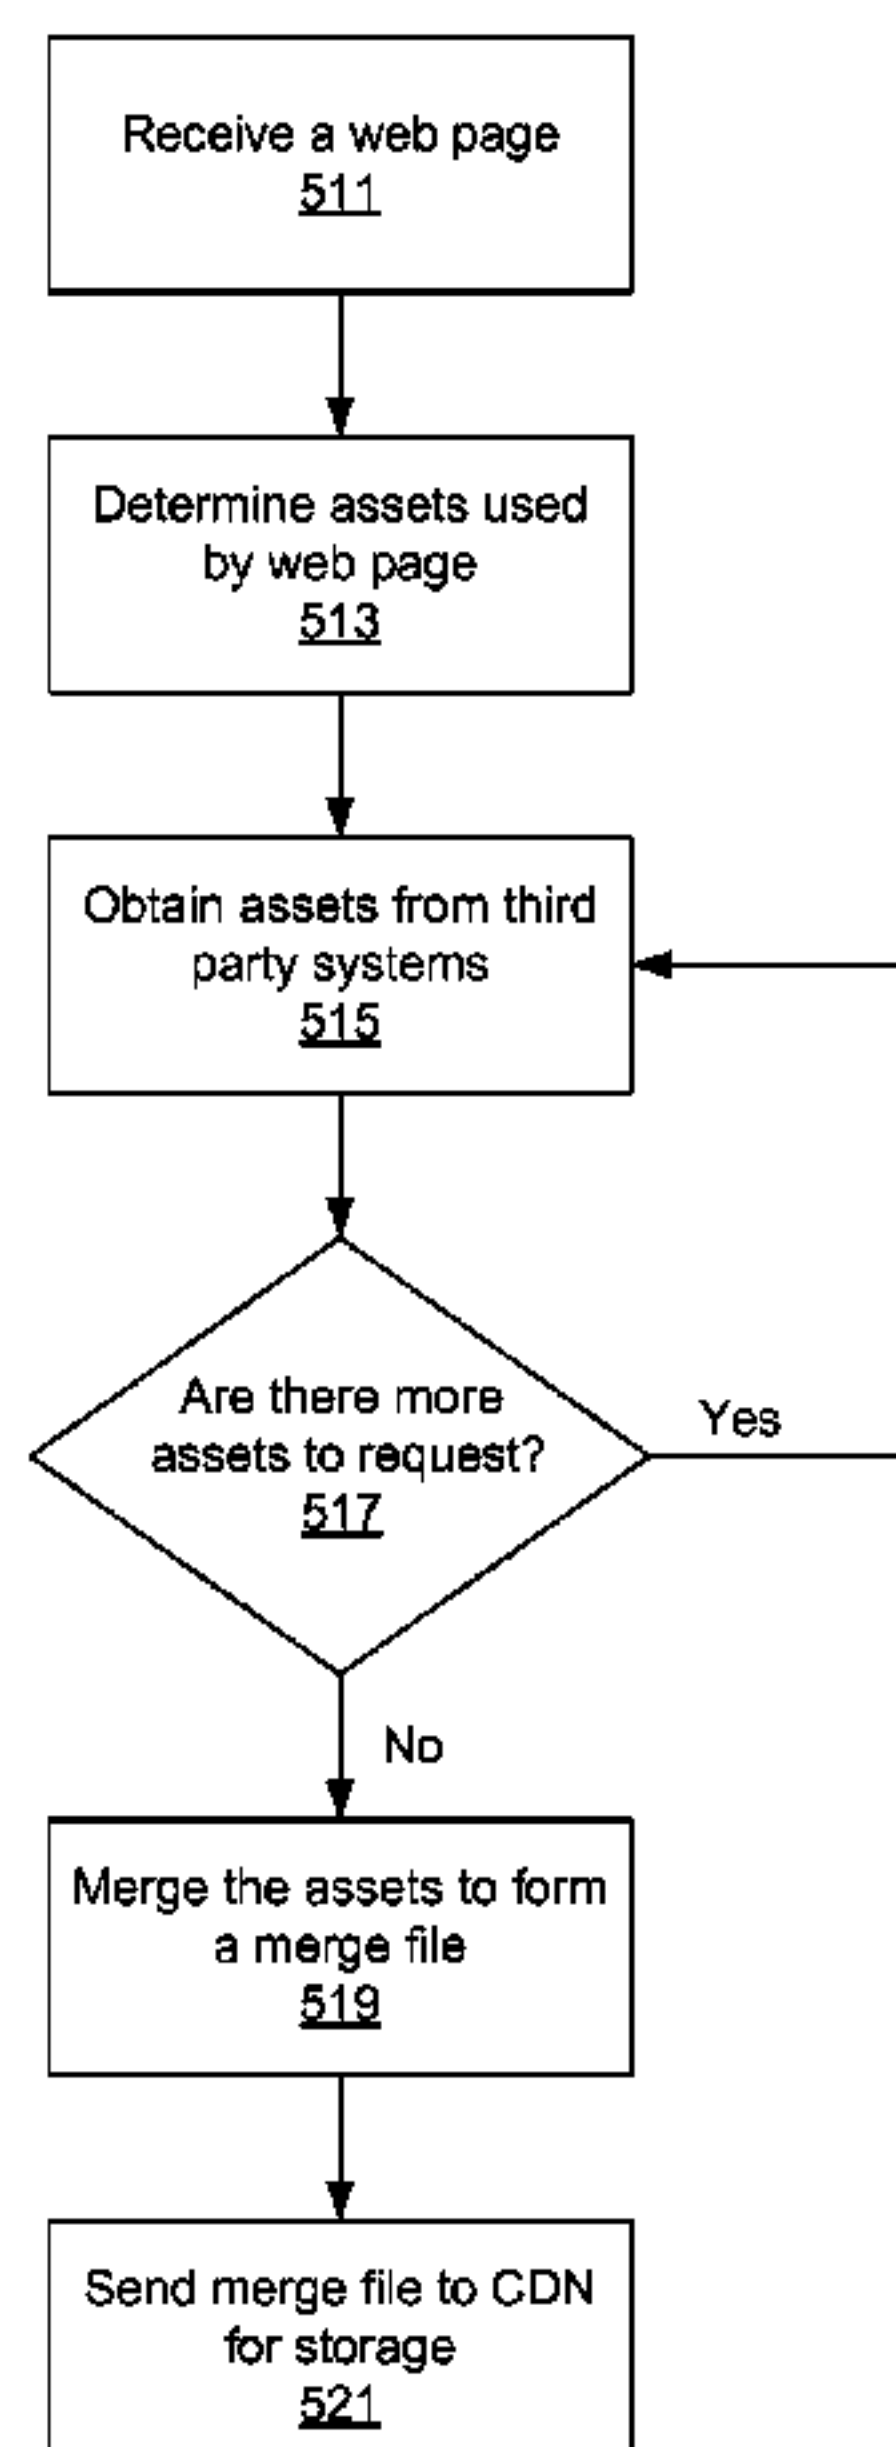 Receive a web page
511
Determine assets used
by web page
513
Obtain assets from third
party systems
515
Are there more
assets to request?
517
Yes
No
Merge the assets to form
a merge file
519
Send merge file to CDN
for storage
521